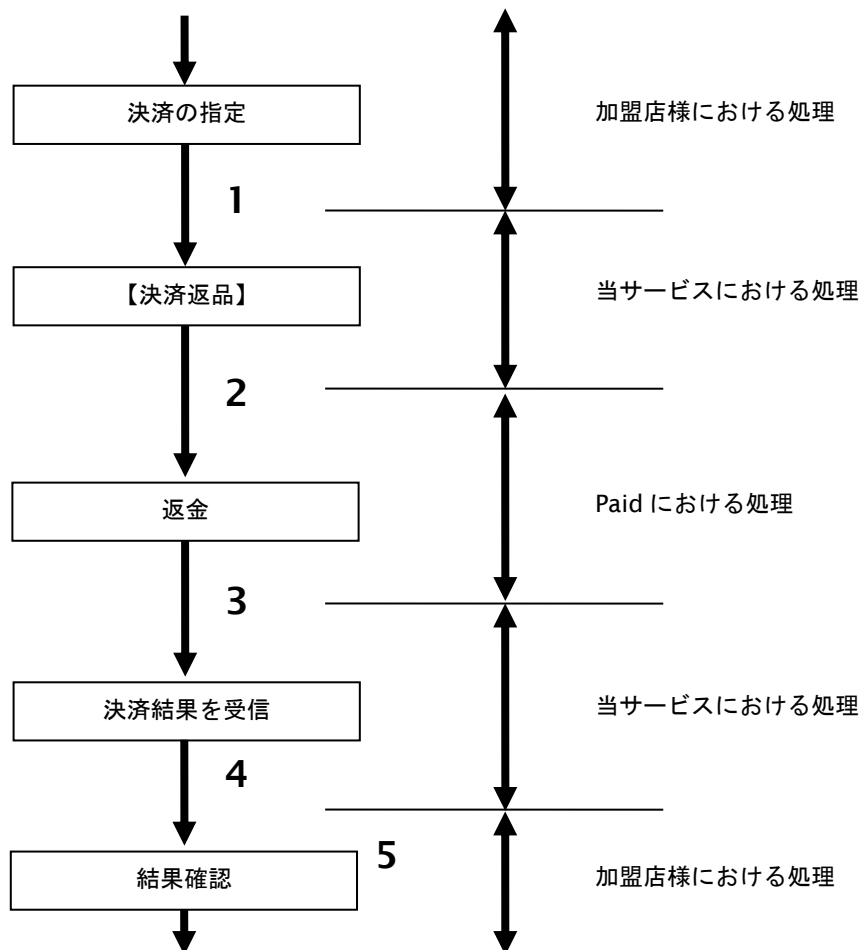 決済の指定
加盟店様における処理
1
【決済返品】
当サービスにおける処理
2
返金
Paid における処理
3
決済結果を受信
当サービスにおける処理
4
5
結果確認
加盟店様における処理